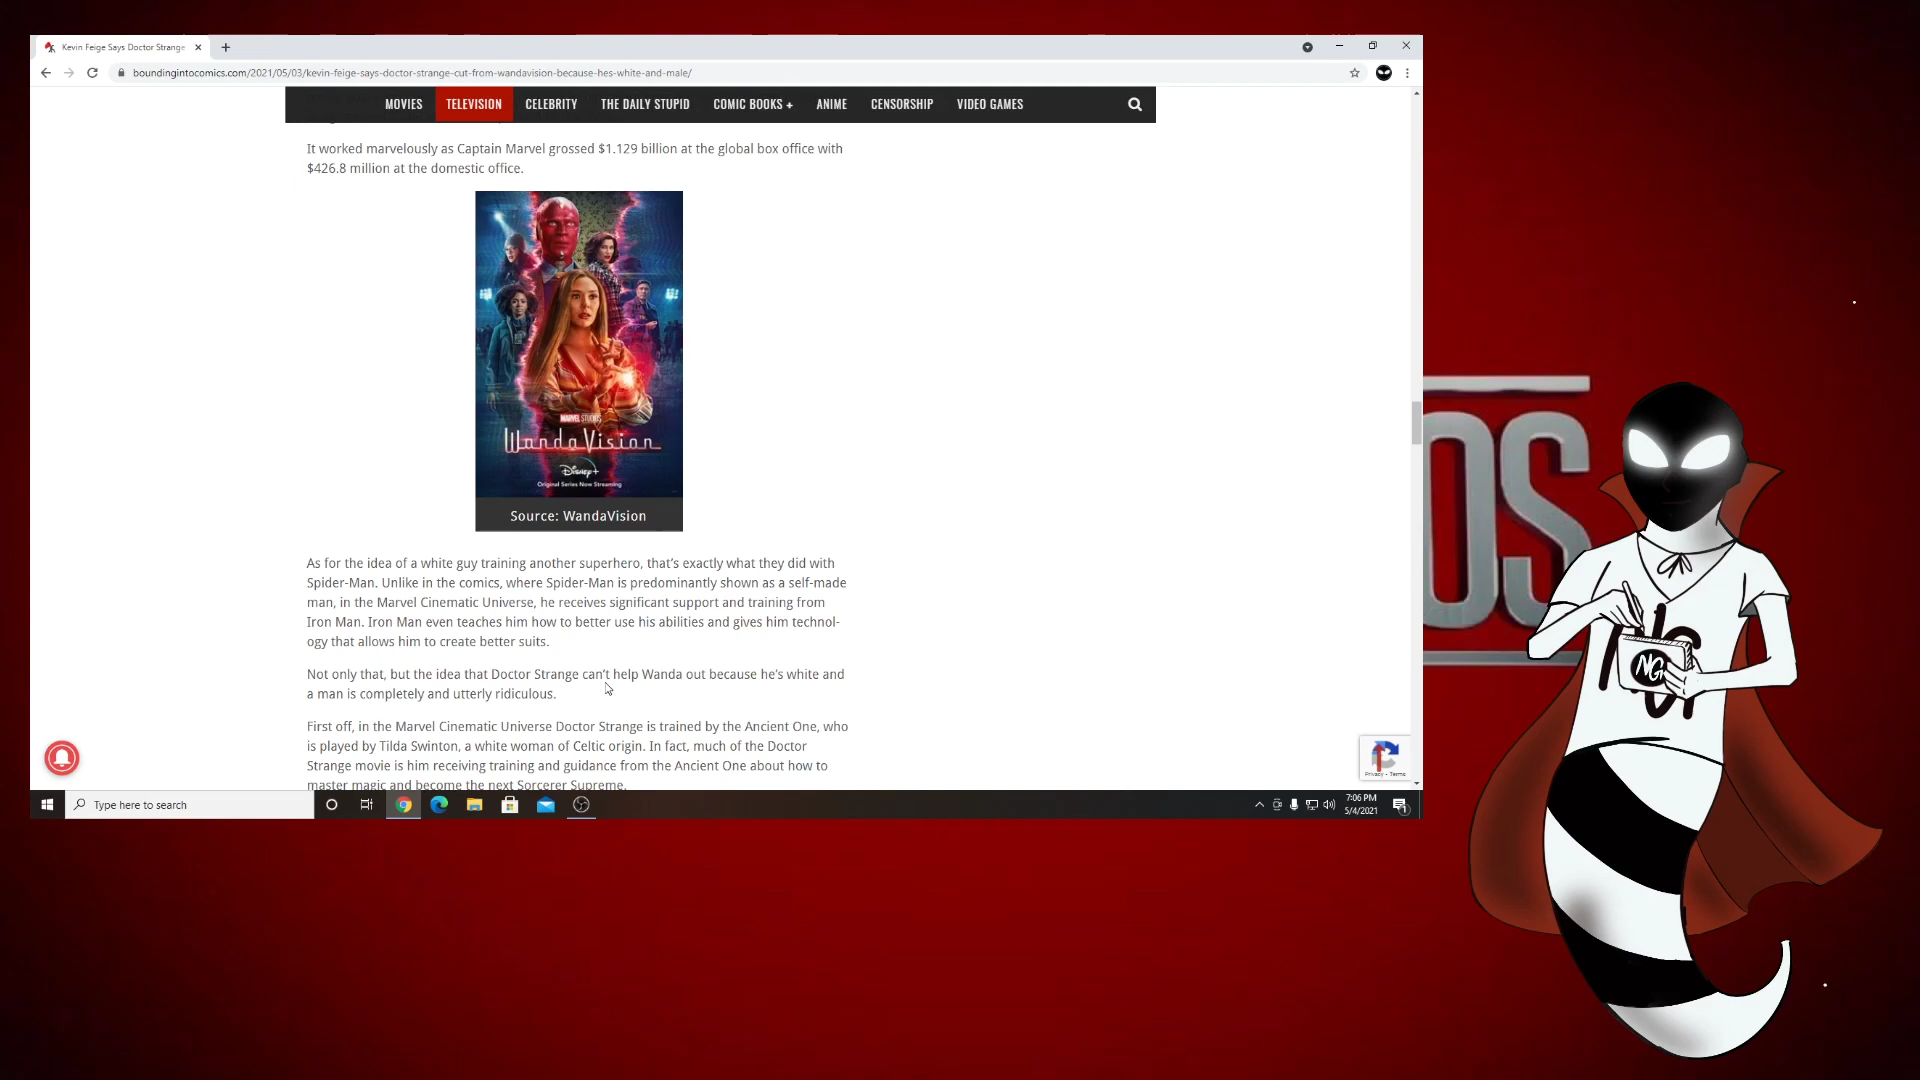 Kevin Feige Says Doctor Strange
boundingintocomics.com/2021/05/03/kevin-feige-says-doctor-strange-cut-from-wandavision-because-hes-white-and-male/
MOVIES TELEVISION CELEBRITY THE DAILY STUPID COMIC BOOKS + ANIME CENSORSHIP VIDEO GAMES
It worked marvelously as Captain Marvel grossed $1.129 billion at the global box office with
$426.8 million at the domestic office.
MARVEL STUDIOS
WandaVision
Disney+
Original Series Now Streaming
Source: WandaVision
As for the idea of a white guy training another superhero, that's exactly what they did with
Spider-Man. Unlike in the comics, where Spider-Man is predominantly shown as a self-made
man, in the Marvel Cinematic Universe, he receives significant support and training from
Iron Man. Iron Man even teaches him how to better use his abilities and gives him technol-
ogy that allows him to create better suits.
Not only that, but the idea that Doctor Strange can't help Wanda out because he's white and
a man is completely and utterly ridiculous.
First off, in the Marvel Cinematic Universe Doctor Strange is trained by the Ancient One, who
is played by Tilda Swinton, a white woman of Celtic origin. In fact, much of the Doctor
Strange movie is him receiving training and guidance from the Ancient One about how to
master magic and become the next Sorcerer Supreme.
Privacy - Terms
Type here to search
7:06 PM
5/4/2021
1
OS
NG
NG